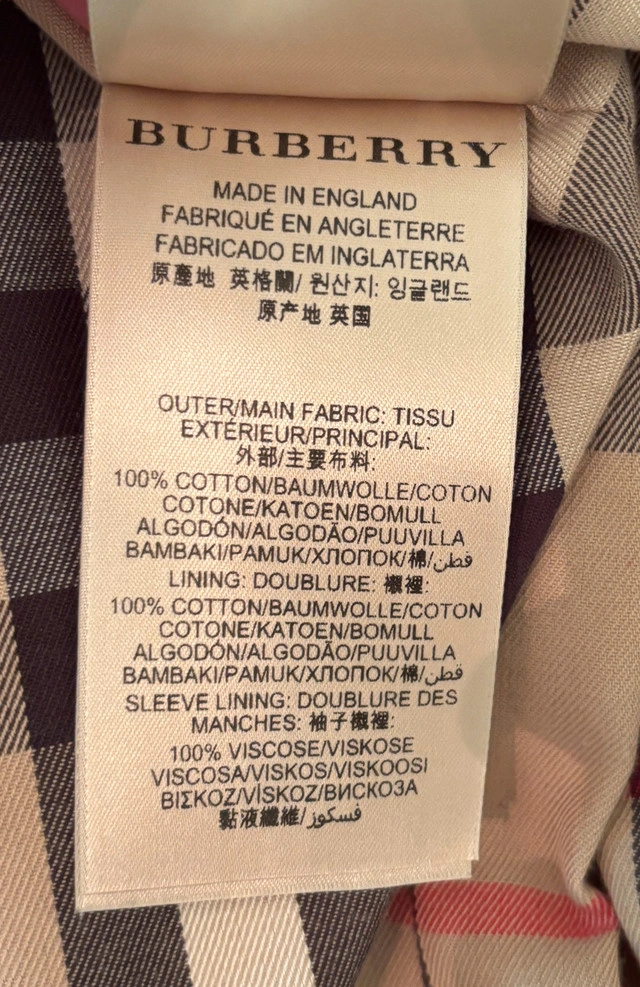 BURBERRY
MADE IN ENGLAND
FABRIQUÉ EN ANGLETERRE
FABRICADO EM INGLATERRA
原產地 英格蘭/ 원산지: 잉글랜드
原产地 英国
OUTER/MAIN FABRIC: TISSU
EXTÉRIEUR/PRINCIPAL:
外部/主要布料:
100% COTTON/BAUMWOLLE/COTON
COTONE/KATOEN/BOMULL
ALGODÓN/ALGODÃO/PUUVILLA
BAMBAKI/PAMUK/ХЛОПОК/棉/قطن
LINING: DOUBLURE: 襯裡:
100% COTTON/BAUMWOLLE/COTON
COTONE/KATOEN/BOMULL
ALGODÓN/ALGODÃO/PUUVILLA
BAMBAKI/PAMUK/ХЛОПОК/棉/قطن
SLEEVE LINING: DOUBLURE DES
MANCHES: 袖子襯裡:
100% VISCOSE/VISKOSE
VISCOSA/VISKOS/VISKOOSI
ΒΙΣΚΟΖ/VİSKOZ/ВИСКОЗА
黏液纖維/فسكوز